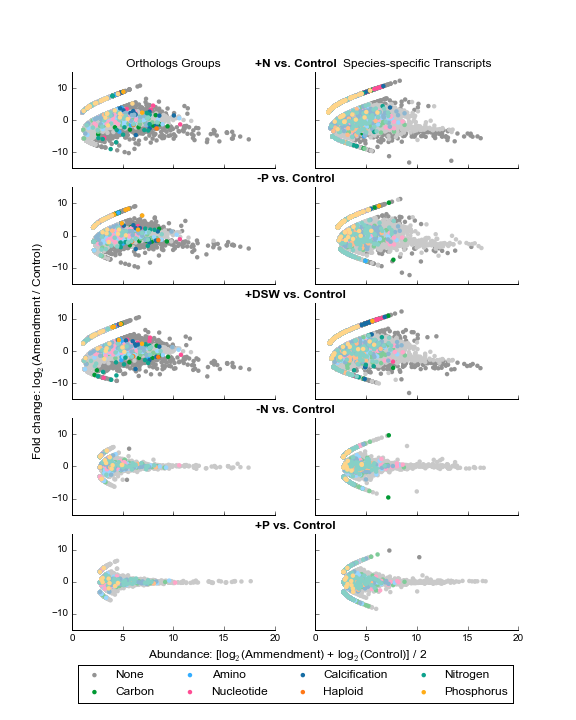 Orthologs Groups
+N vs. Control
Species-specific Transcripts
10
0
−10
-P vs. Control
10
0
−10
+DSW vs. Control
10
0
−10
-N vs. Control
10
0
−10
+P vs. Control
10
0
−10
0 5 10 15 20
0 5 10 15 20
Fold change: log2(Amendment / Control)
Abundance: [log2(Ammendment) + log2(Control)] / 2
None Amino Calcification Nitrogen
Carbon Nucleotide Haploid Phosphorus